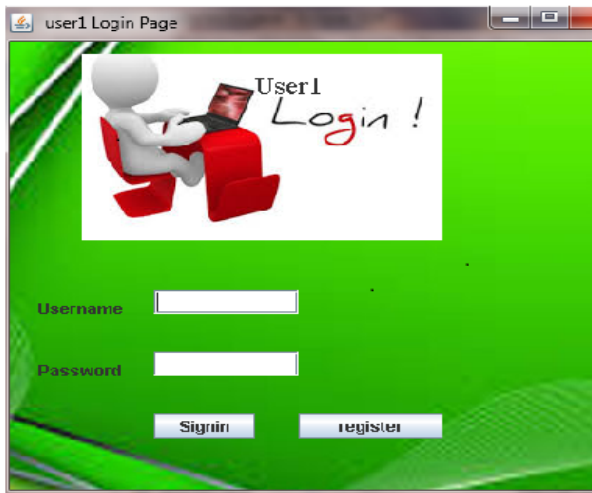 user1 Login Page
User1
Login !
Username
Password
Signin register